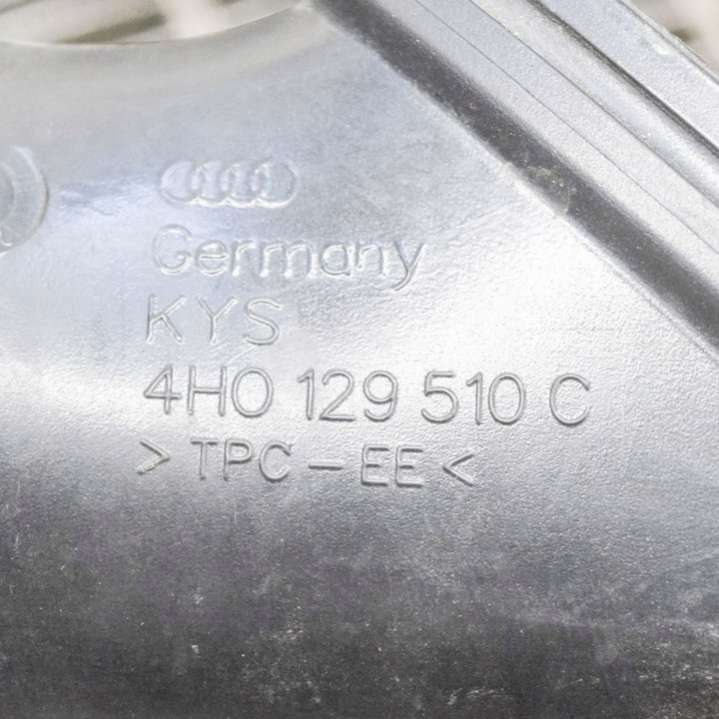 Germany
KYS
4H0 129 510 C
> TPC-EE <